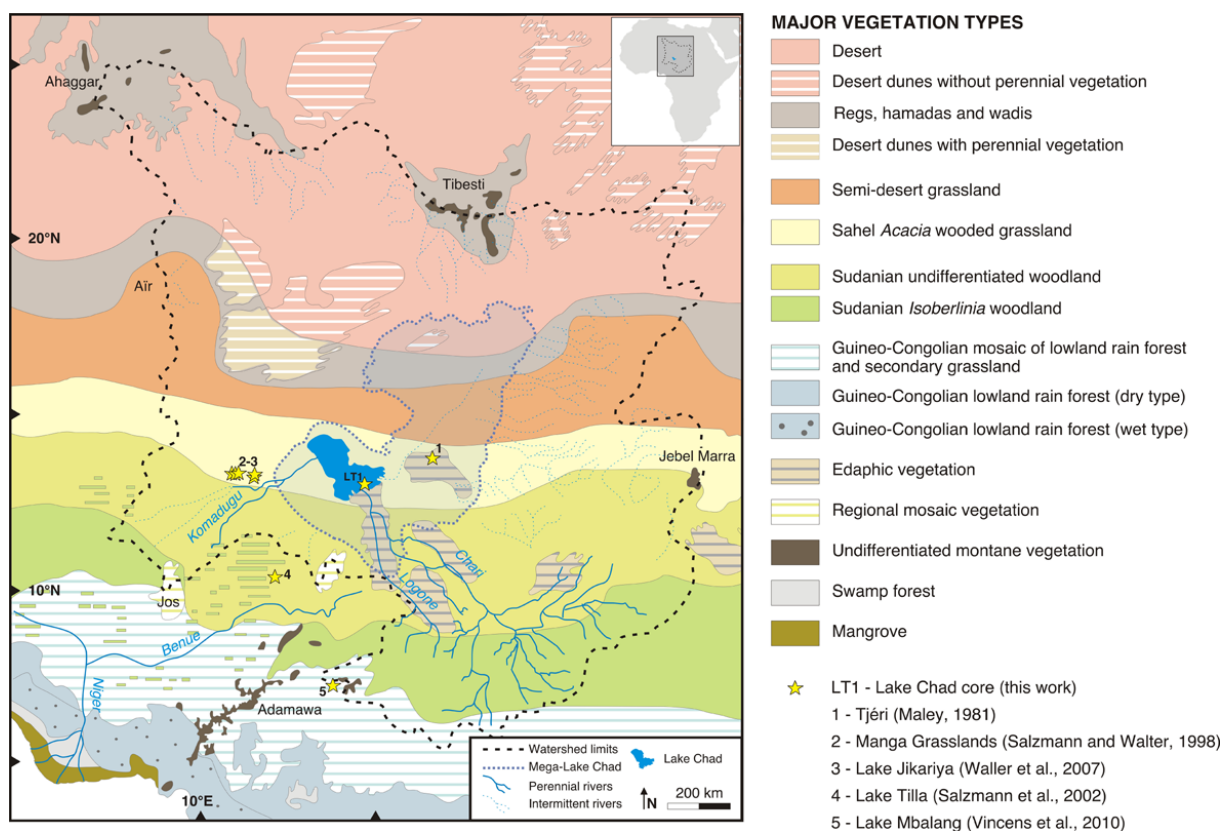 Ahaggar
Tibesti
20°N
Aïr
2-3
1
Jebel Marra
LT1
Komadugu
Chari
4
10°N
Jos
Logone
Benue
5
Niger
Adamawa
10°E
Watershed limits
Mega-Lake Chad
Perennial rivers
Intermittent rivers
Lake Chad
N
200 km
MAJOR VEGETATION TYPES
Desert
Desert dunes without perennial vegetation
Regs, hamadas and wadis
Desert dunes with perennial vegetation
Semi-desert grassland
Sahel Acacia wooded grassland
Sudanian undifferentiated woodland
Sudanian Isoberlinia woodland
Guineo-Congolian mosaic of lowland rain forest
and secondary grassland
Guineo-Congolian lowland rain forest (dry type)
Guineo-Congolian lowland rain forest (wet type)
Edaphic vegetation
Regional mosaic vegetation
Undifferentiated montane vegetation
Swamp forest
Mangrove
LT1 - Lake Chad core (this work)
1 - Tjéri (Maley, 1981)
2 - Manga Grasslands (Salzmann and Walter, 1998)
3 - Lake Jikariya (Waller et al., 2007)
4 - Lake Tilla (Salzmann et al., 2002)
5 - Lake Mbalang (Vincens et al., 2010)